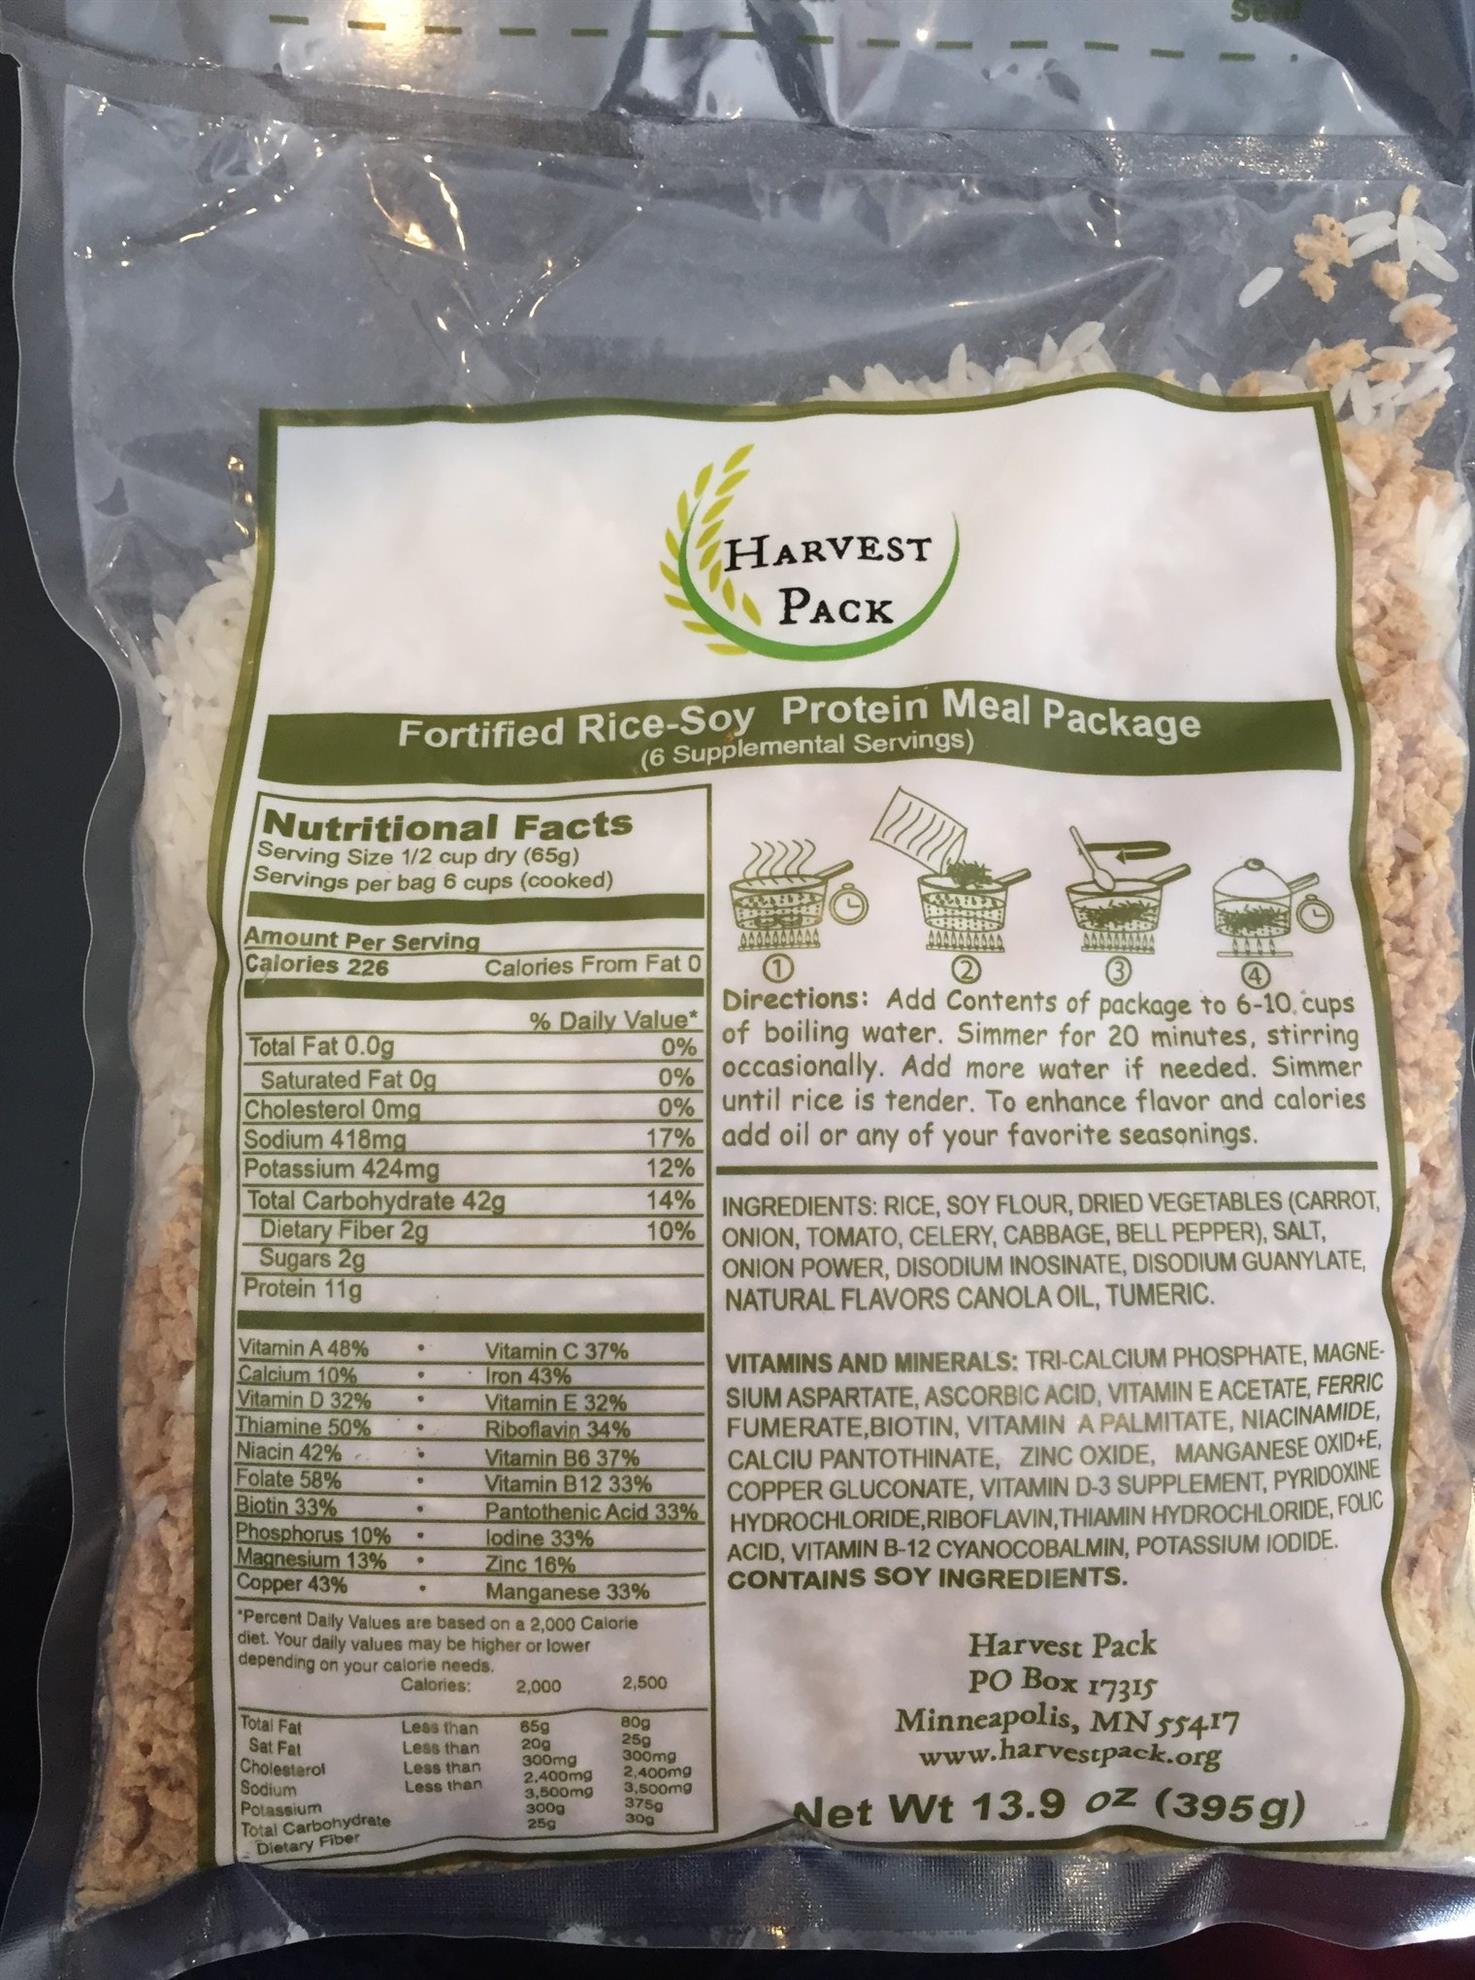 HARVEST
PACK
Fortified Rice-Soy Protein Meal Package
(6 Supplemental Servings)
Nutritional Facts
Serving Size 1/2 cup dry (65g)
Servings per bag 6 cups (cooked)
Amount Per Serving
Calories 226 Calories From Fat 0
% Daily Value*
Total Fat 0.0g 0%
Saturated Fat 0g 0%
Cholesterol 0mg 0%
Sodium 418mg 17%
Potassium 424mg 12%
Total Carbohydrate 42g 14%
Dietary Fiber 2g 10%
Sugars 2g
Protein 11g
Vitamin A 48% • Vitamin C 37%
Calcium 10% • Iron 43%
Vitamin D 32% • Vitamin E 32%
Thiamine 50% • Riboflavin 34%
Niacin 42% • Vitamin B6 37%
Folate 58% • Vitamin B12 33%
Biotin 33% • Pantothenic Acid 33%
Phosphorus 10% • Iodine 33%
Magnesium 13% • Zinc 16%
Copper 43% • Manganese 33%
*Percent Daily Values are based on a 2,000 Calorie
diet. Your daily values may be higher or lower
depending on your calorie needs.
Calories: 2,000 2,500
Total Fat Less than 65g 80g
Sat Fat Less than 20g 25g
Cholesterol Less than 300mg 300mg
Sodium Less than 2,400mg 2,400mg
Potassium 3,500mg 3,500mg
Total Carbohydrate 300g 375g
Dietary Fiber 25g 30g
1 2 3 4
Directions: Add Contents of package to 6-10, cups
of boiling water. Simmer for 20 minutes, stirring
occasionally. Add more water if needed. Simmer
until rice is tender. To enhance flavor and calories
add oil or any of your favorite seasonings.
INGREDIENTS: RICE, SOY FLOUR, DRIED VEGETABLES (CARROT,
ONION, TOMATO, CELERY, CABBAGE, BELL PEPPER), SALT,
ONION POWER, DISODIUM INOSINATE, DISODIUM GUANYLATE,
NATURAL FLAVORS CANOLA OIL, TUMERIC.
VITAMINS AND MINERALS: TRI-CALCIUM PHOSPHATE, MAGNE-
SIUM ASPARTATE, ASCORBIC ACID, VITAMIN E ACETATE, FERRIC
FUMERATE,BIOTIN, VITAMIN A PALMITATE, NIACINAMIDE,
CALCIU PANTOTHINATE, ZINC OXIDE, MANGANESE OXID+E,
COPPER GLUCONATE, VITAMIN D-3 SUPPLEMENT, PYRIDOXINE
HYDROCHLORIDE,RIBOFLAVIN,THIAMIN HYDROCHLORIDE, FOLIC
ACID, VITAMIN B-12 CYANOCOBALMIN, POTASSIUM IODIDE.
CONTAINS SOY INGREDIENTS.
Harvest Pack
PO Box 17315
Minneapolis, MN 55417
www.harvestpack.org
Net Wt 13.9 oz (395g)